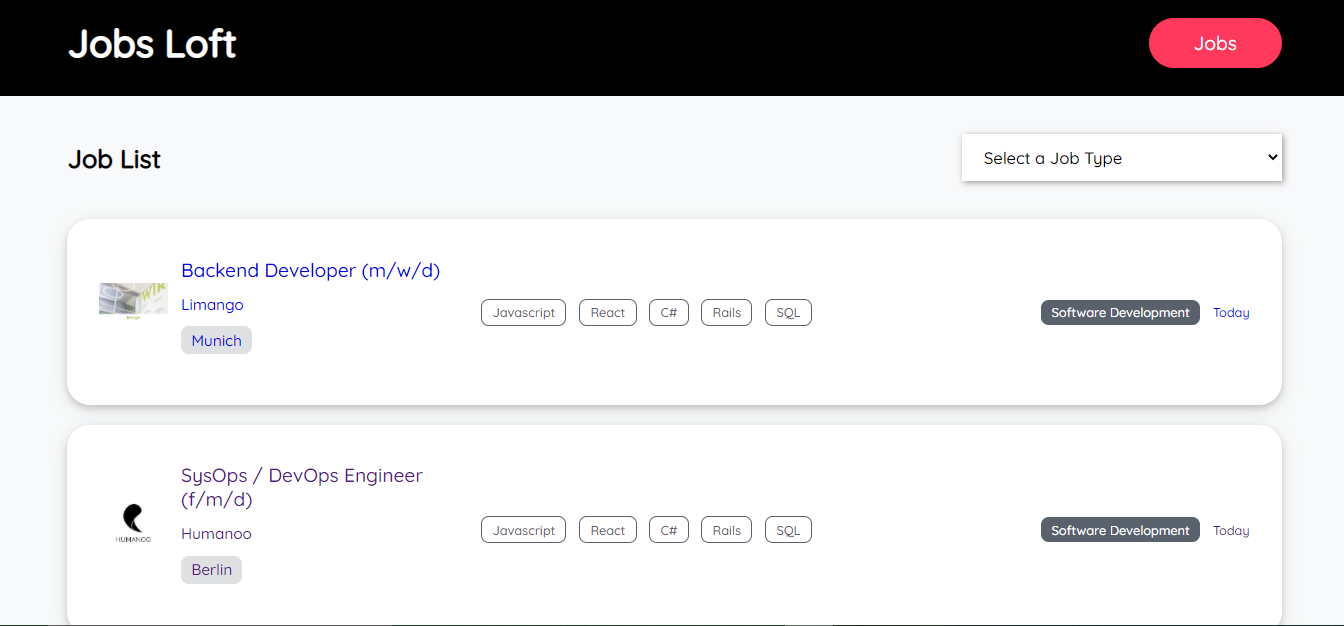 Jobs Loft
Jobs
Job List
Select a Job Type
Backend Developer (m/w/d)
Limango
Munich
Javascript
React
C#
Rails
SQL
Software Development
Today
SysOps / DevOps Engineer
(f/m/d)
Humanoo
Berlin
HUMANOO
Javascript
React
C#
Rails
SQL
Software Development
Today